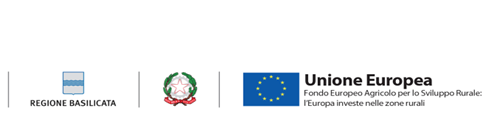 REGIONE BASILICATA
Unione Europea
Fondo Europeo Agricolo per lo Sviluppo Rurale:
l'Europa investe nelle zone rurali